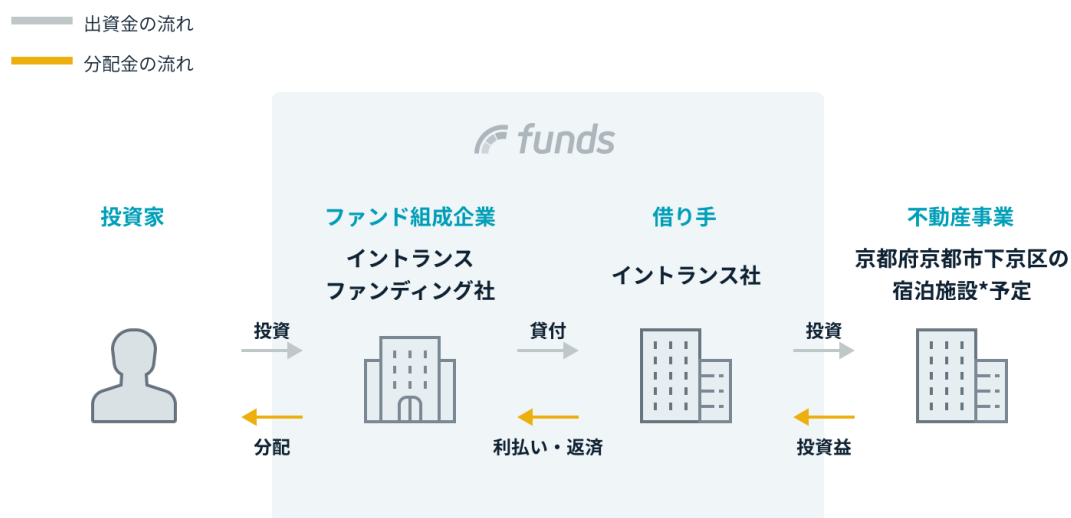 出資金の流れ
分配金の流れ
funds
投資家
ファンド組成企業
借り手
不動産事業
イントランス
ファンディング社
イントランス社
京都府京都市下京区の
宿泊施設*予定
投資
貸付
投資
分配
利払い・返済
投資益